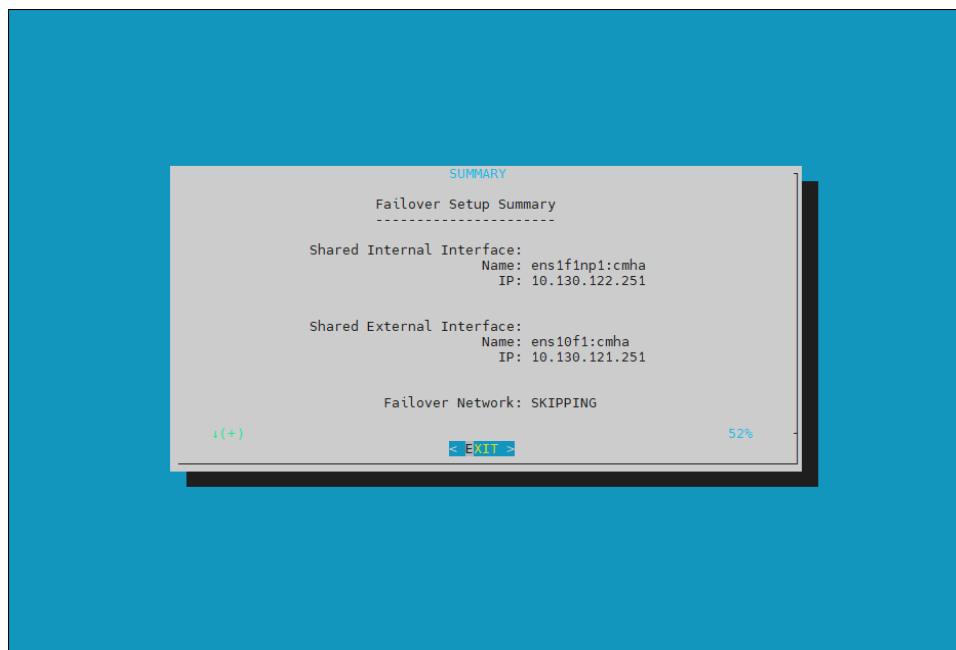 SUMMARY
Failover Setup Summary
----------------------
Shared Internal Interface:
Name: ens1f1np1:cmha
IP: 10.130.122.251
Shared External Interface:
Name: ens10f1:cmha
IP: 10.130.121.251
Failover Network: SKIPPING
↓(+) 52%
< EXIT >